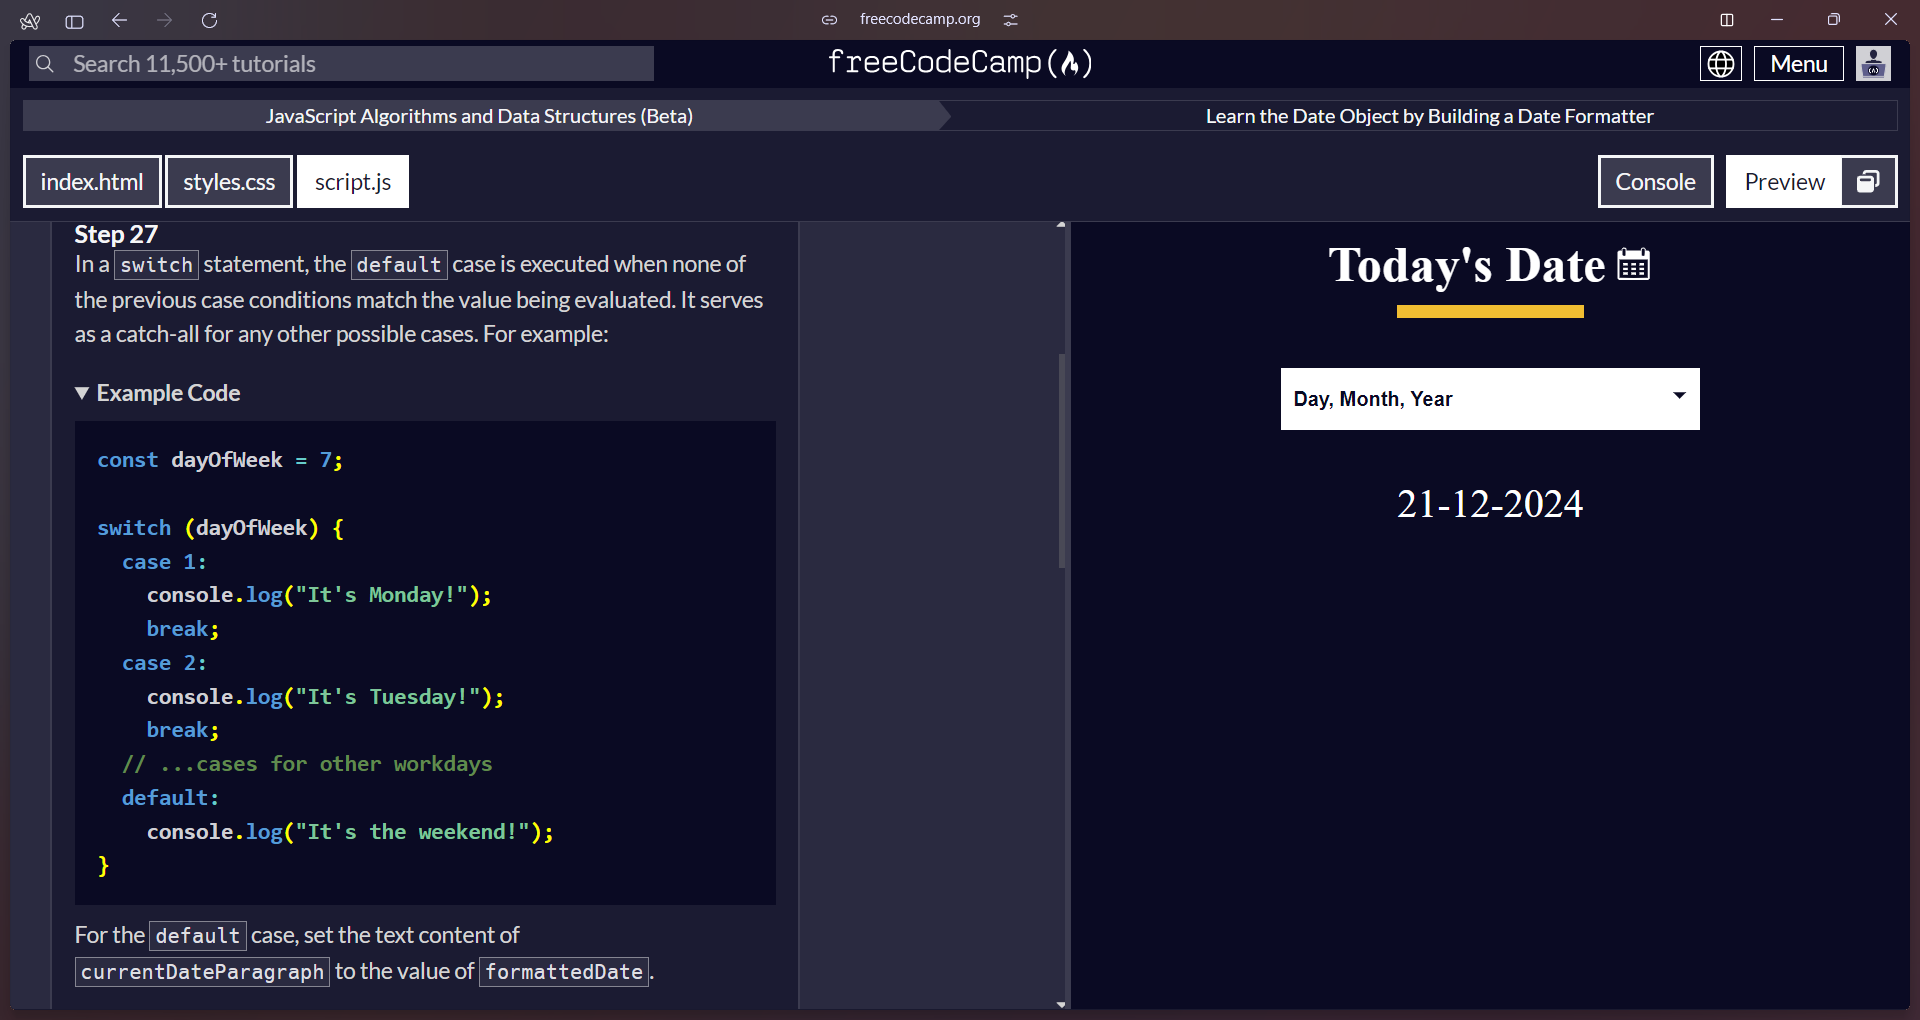 freecodecamp.org
Search 11,500+ tutorials
freeCodeCamp(🔥)
Menu
JavaScript Algorithms and Data Structures (Beta)
Learn the Date Object by Building a Date Formatter
index.html
styles.css
script.js
Console
Preview
Step 27
In a switch statement, the default case is executed when none of
the previous case conditions match the value being evaluated. It serves
as a catch-all for any other possible cases. For example:
Example Code
const dayOfWeek = 7;
switch (dayOfWeek) {
case 1:
console.log("It's Monday!");
break;
case 2:
console.log("It's Tuesday!");
break;
// ...cases for other workdays
default:
console.log("It's the weekend!");
}
For the default case, set the text content of
currentDateParagraph to the value of formattedDate.
Today's Date
Day, Month, Year
21-12-2024